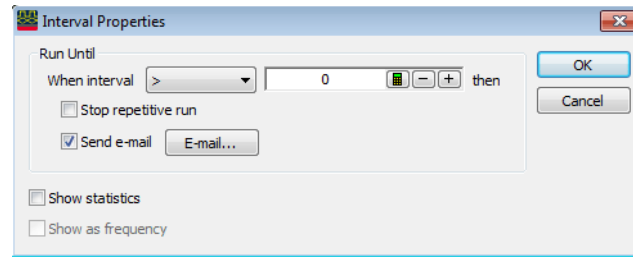 Interval Properties
Run Until
When interval > 0 − + then
Stop repetitive run
Send e-mail E-mail...
Show statistics
Show as frequency
OK
Cancel